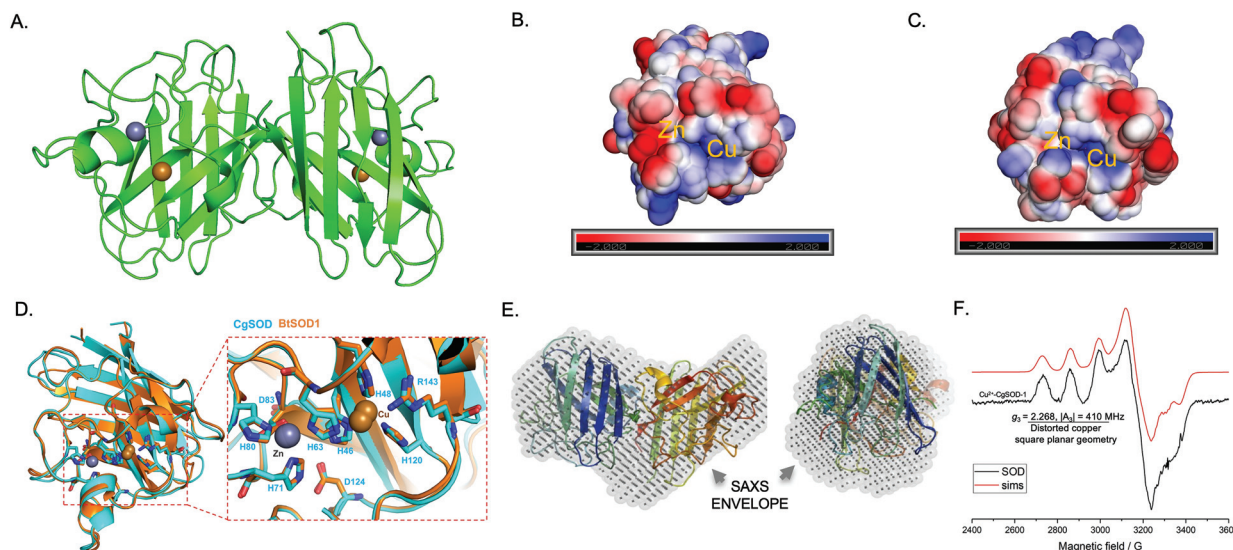 A.
B.
C.
Zn
Cu
Zn
Cu
-2.000
2.000
-2.000
2.000
D.
CgSOD BtSOD1
D83
H48
R143
Cu
H80
Zn
H63
H46
H120
H71
D124
E.
SAXS
ENVELOPE
F.
Cu²⁺-CgSOD-1
g₃ = 2.268, |A₃| = 410 MHz
Distorted copper
square planar geometry
SOD
sims
2400 2600 2800 3000 3200 3400 360
Magnetic field / G